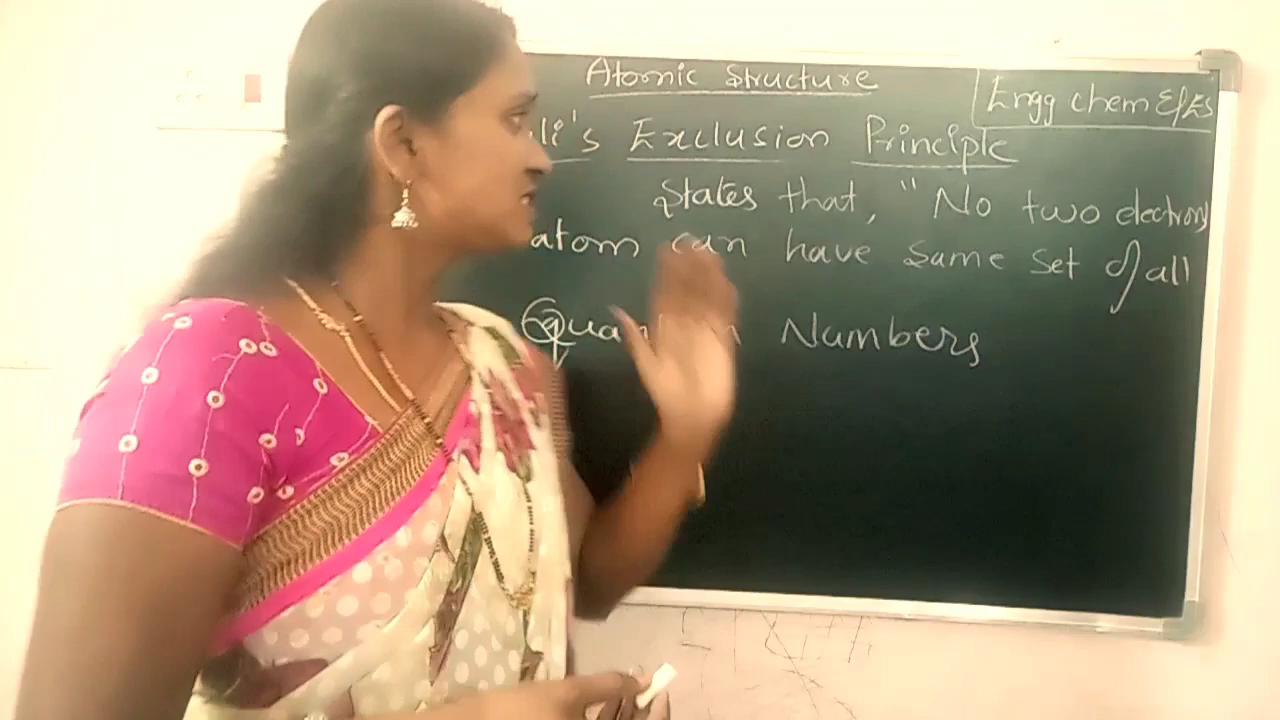 Atomic Structure
Engg chem E/Es
li's Exclusion Principle
states that, "No two electrons
atom can have same set of all
Numbers